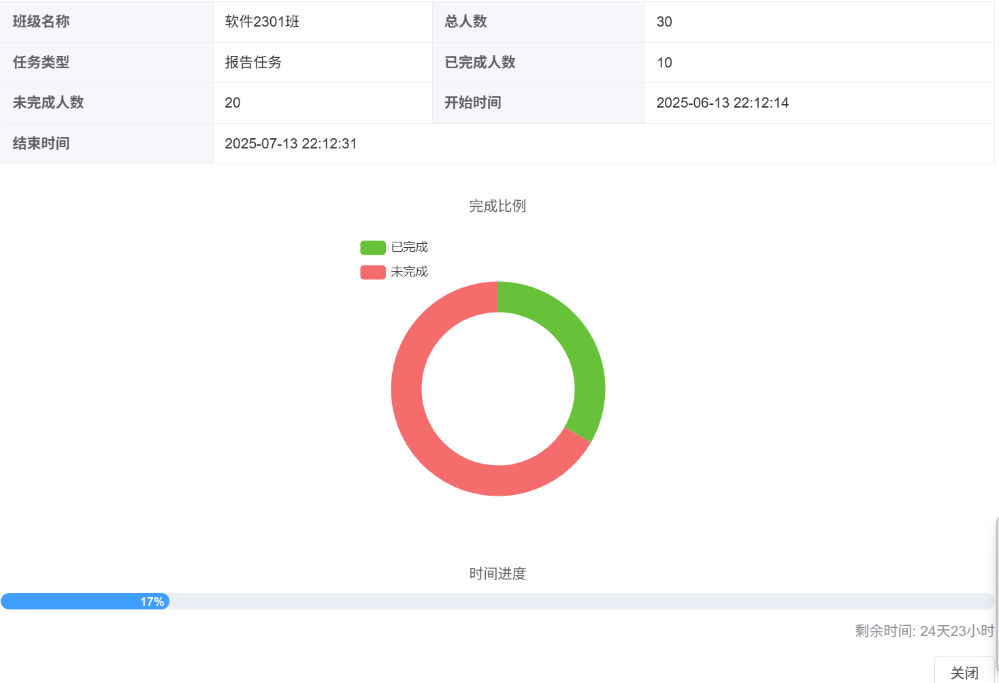 班级名称 软件2301班 总人数 30
任务类型 报告任务 已完成人数 10
未完成人数 20 开始时间 2025-06-13 22:12:14
结束时间 2025-07-13 22:12:31
完成比例
已完成
未完成
时间进度
17%
剩余时间: 24天23小时
关闭